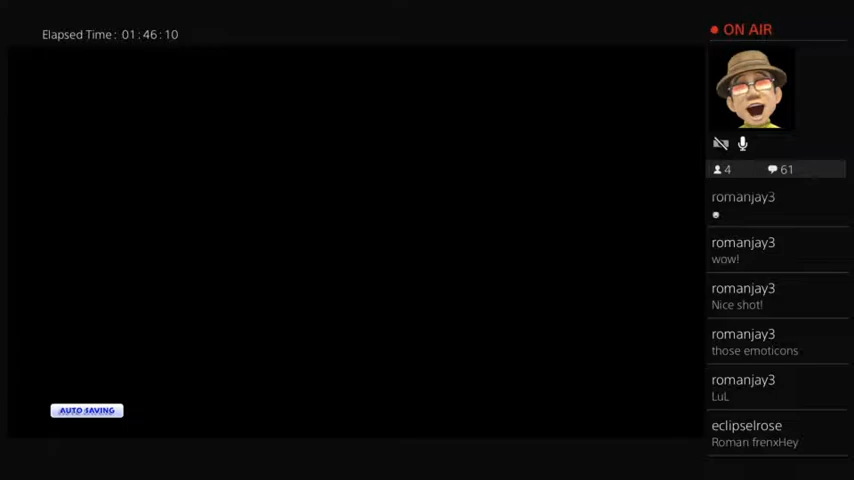 Elapsed Time: 01:46:10
ON AIR
4
61
romanjay3
romanjay3
wow!
romanjay3
Nice shot!
romanjay3
those emoticons
romanjay3
LuL
eclipselrose
Roman frenxHey
AUTO SAVING